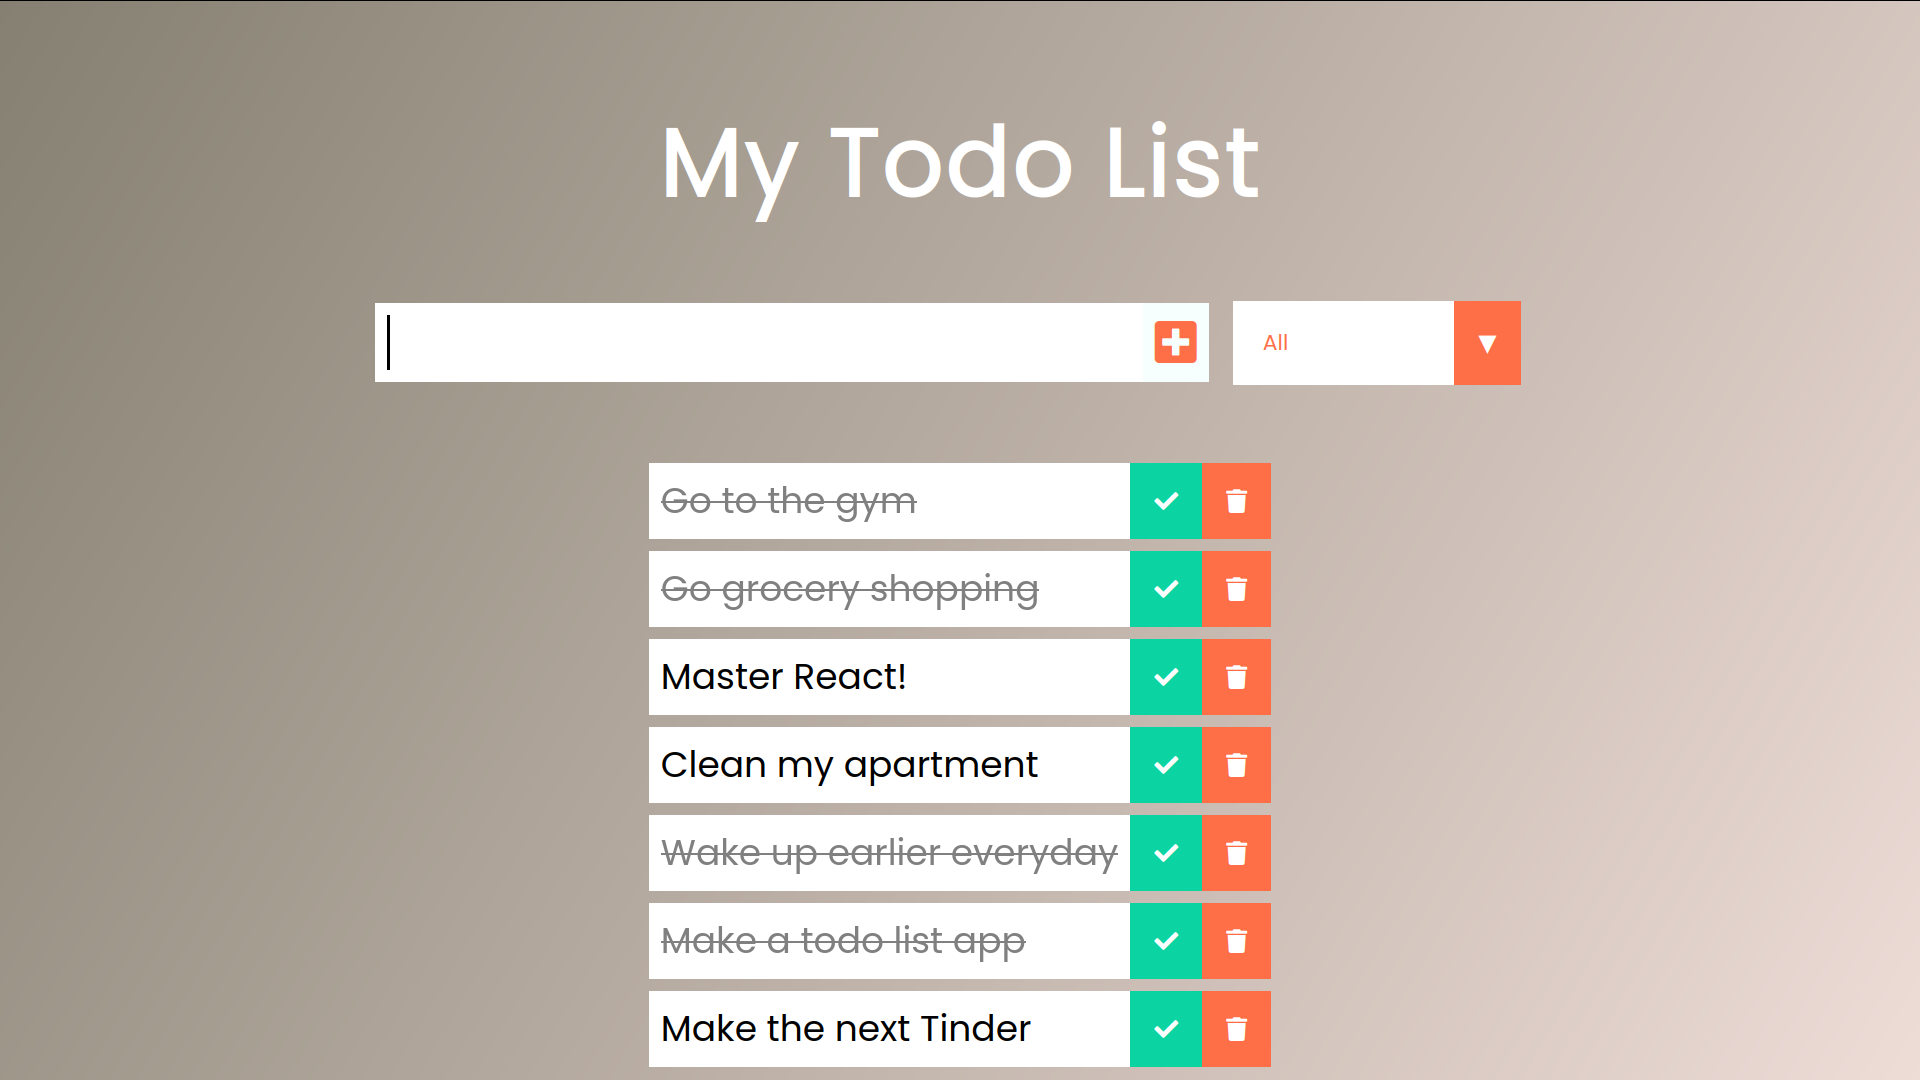 My Todo List
All
Go to the gym
Go grocery shopping
Master React!
Clean my apartment
Wake up earlier everyday
Make a todo list app
Make the next Tinder